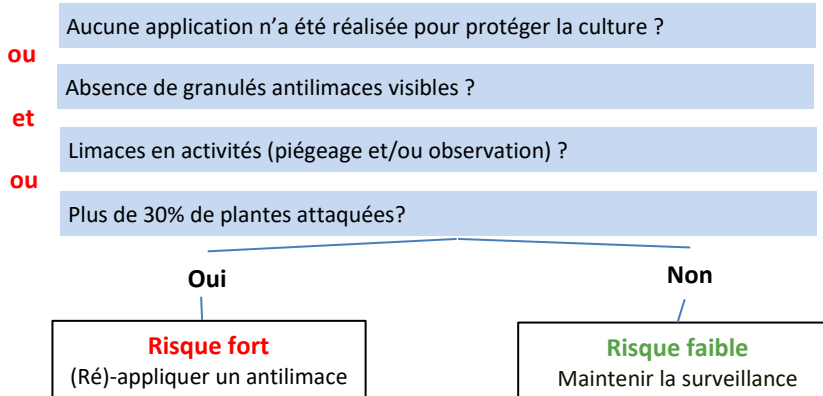 Aucune application n’a été réalisée pour protéger la culture ?
ou
Absence de granulés antilimaces visibles ?
et
Limaces en activités (piégeage et/ou observation) ?
ou
Plus de 30% de plantes attaquées?
Oui
Non
Risque fort
(Ré)-appliquer un antilimace
Risque faible
Maintenir la surveillance